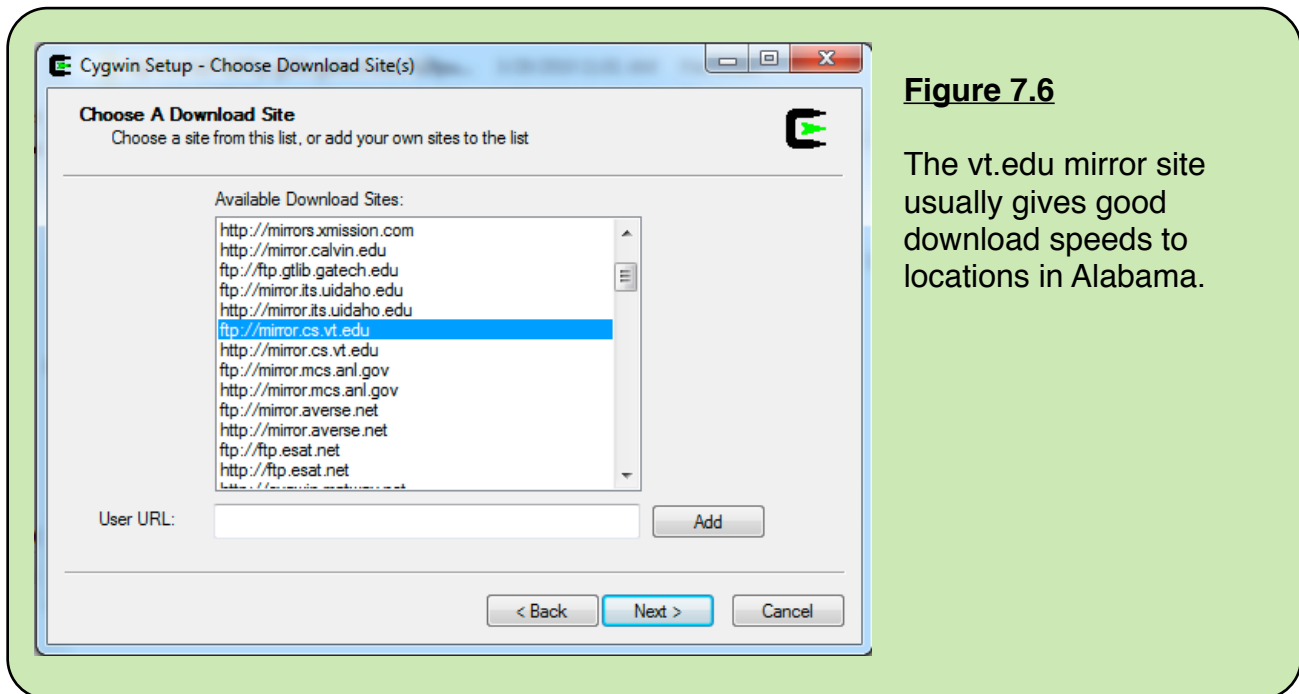 Cygwin Setup - Choose Download Site(s)
Choose A Download Site
Choose a site from this list, or add your own sites to the list
Available Download Sites:
http://mirrors.xmission.com
http://mirror.calvin.edu
ftp://ftp.gtlib.gatech.edu
ftp://mirror.its.uidaho.edu
http://mirror.its.uidaho.edu
ftp://mirror.cs.vt.edu
http://mirror.cs.vt.edu
ftp://mirror.mcs.anl.gov
http://mirror.mcs.anl.gov
ftp://mirror.averse.net
http://mirror.averse.net
ftp://ftp.esat.net
http://ftp.esat.net
User URL:
Add
< Back
Next >
Cancel
Figure 7.6
The vt.edu mirror site
usually gives good
download speeds to
locations in Alabama.